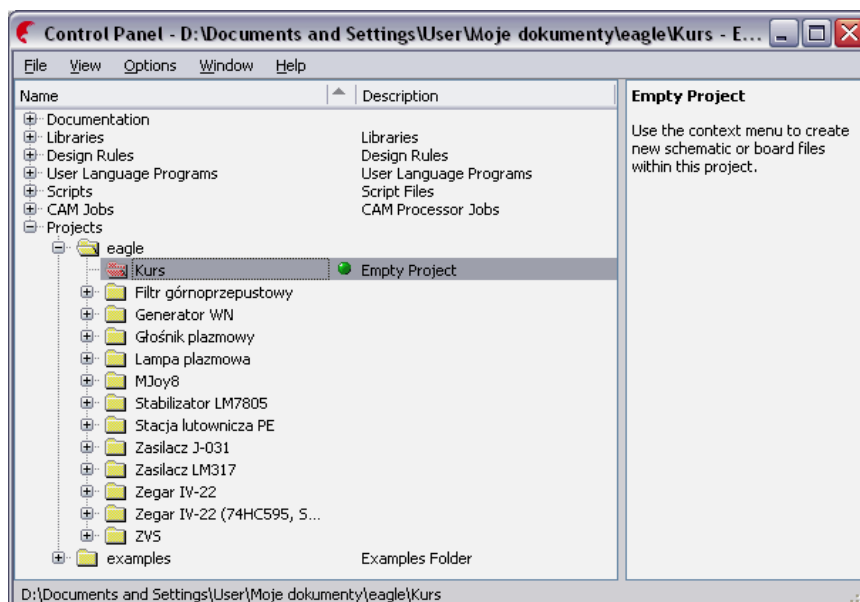 Control Panel - D:\Documents and Settings\User\Moje dokumenty\eagle\Kurs - E...
File View Options Window Help
Name Description
Documentation
Libraries Libraries
Design Rules Design Rules
User Language Programs User Language Programs
Scripts Script Files
CAM Jobs CAM Processor Jobs
Projects
eagle
Kurs Empty Project
Filtr górnoprzepustowy
Generator WN
Głośnik plazmowy
Lampa plazmowa
MJoy8
Stabilizator LM7805
Stacja lutownicza PE
Zasilacz J-031
Zasilacz LM317
Zegar IV-22
Zegar IV-22 (74HC595, S...
ZVS
examples Examples Folder
Empty Project
Use the context menu to create
new schematic or board files
within this project.
D:\Documents and Settings\User\Moje dokumenty\eagle\Kurs